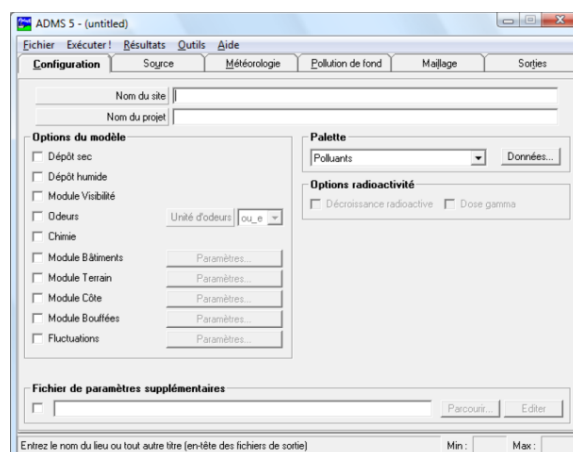 ADMS 5 - (untitled)
Fichier Exécuter ! Résultats Outils Aide
Configuration Source Météorologie Pollution de fond Maillage Sorties
Nom du site
Nom du projet
Options du modèle
Dépôt sec
Dépôt humide
Module Visibilité
Odeurs Unité d'odeurs ou_e
Chimie
Module Bâtiments Paramètres...
Module Terrain Paramètres...
Module Côte Paramètres...
Module Bouffées Paramètres...
Fluctuations Paramètres...
Palette
Polluants Données...
Options radioactivité
Décroissance radioactive Dose gamma
Fichier de paramètres supplémentaires
Parcourir... Editer
Entrez le nom du lieu ou tout autre titre (en-tête des fichiers de sortie) Min : Max :